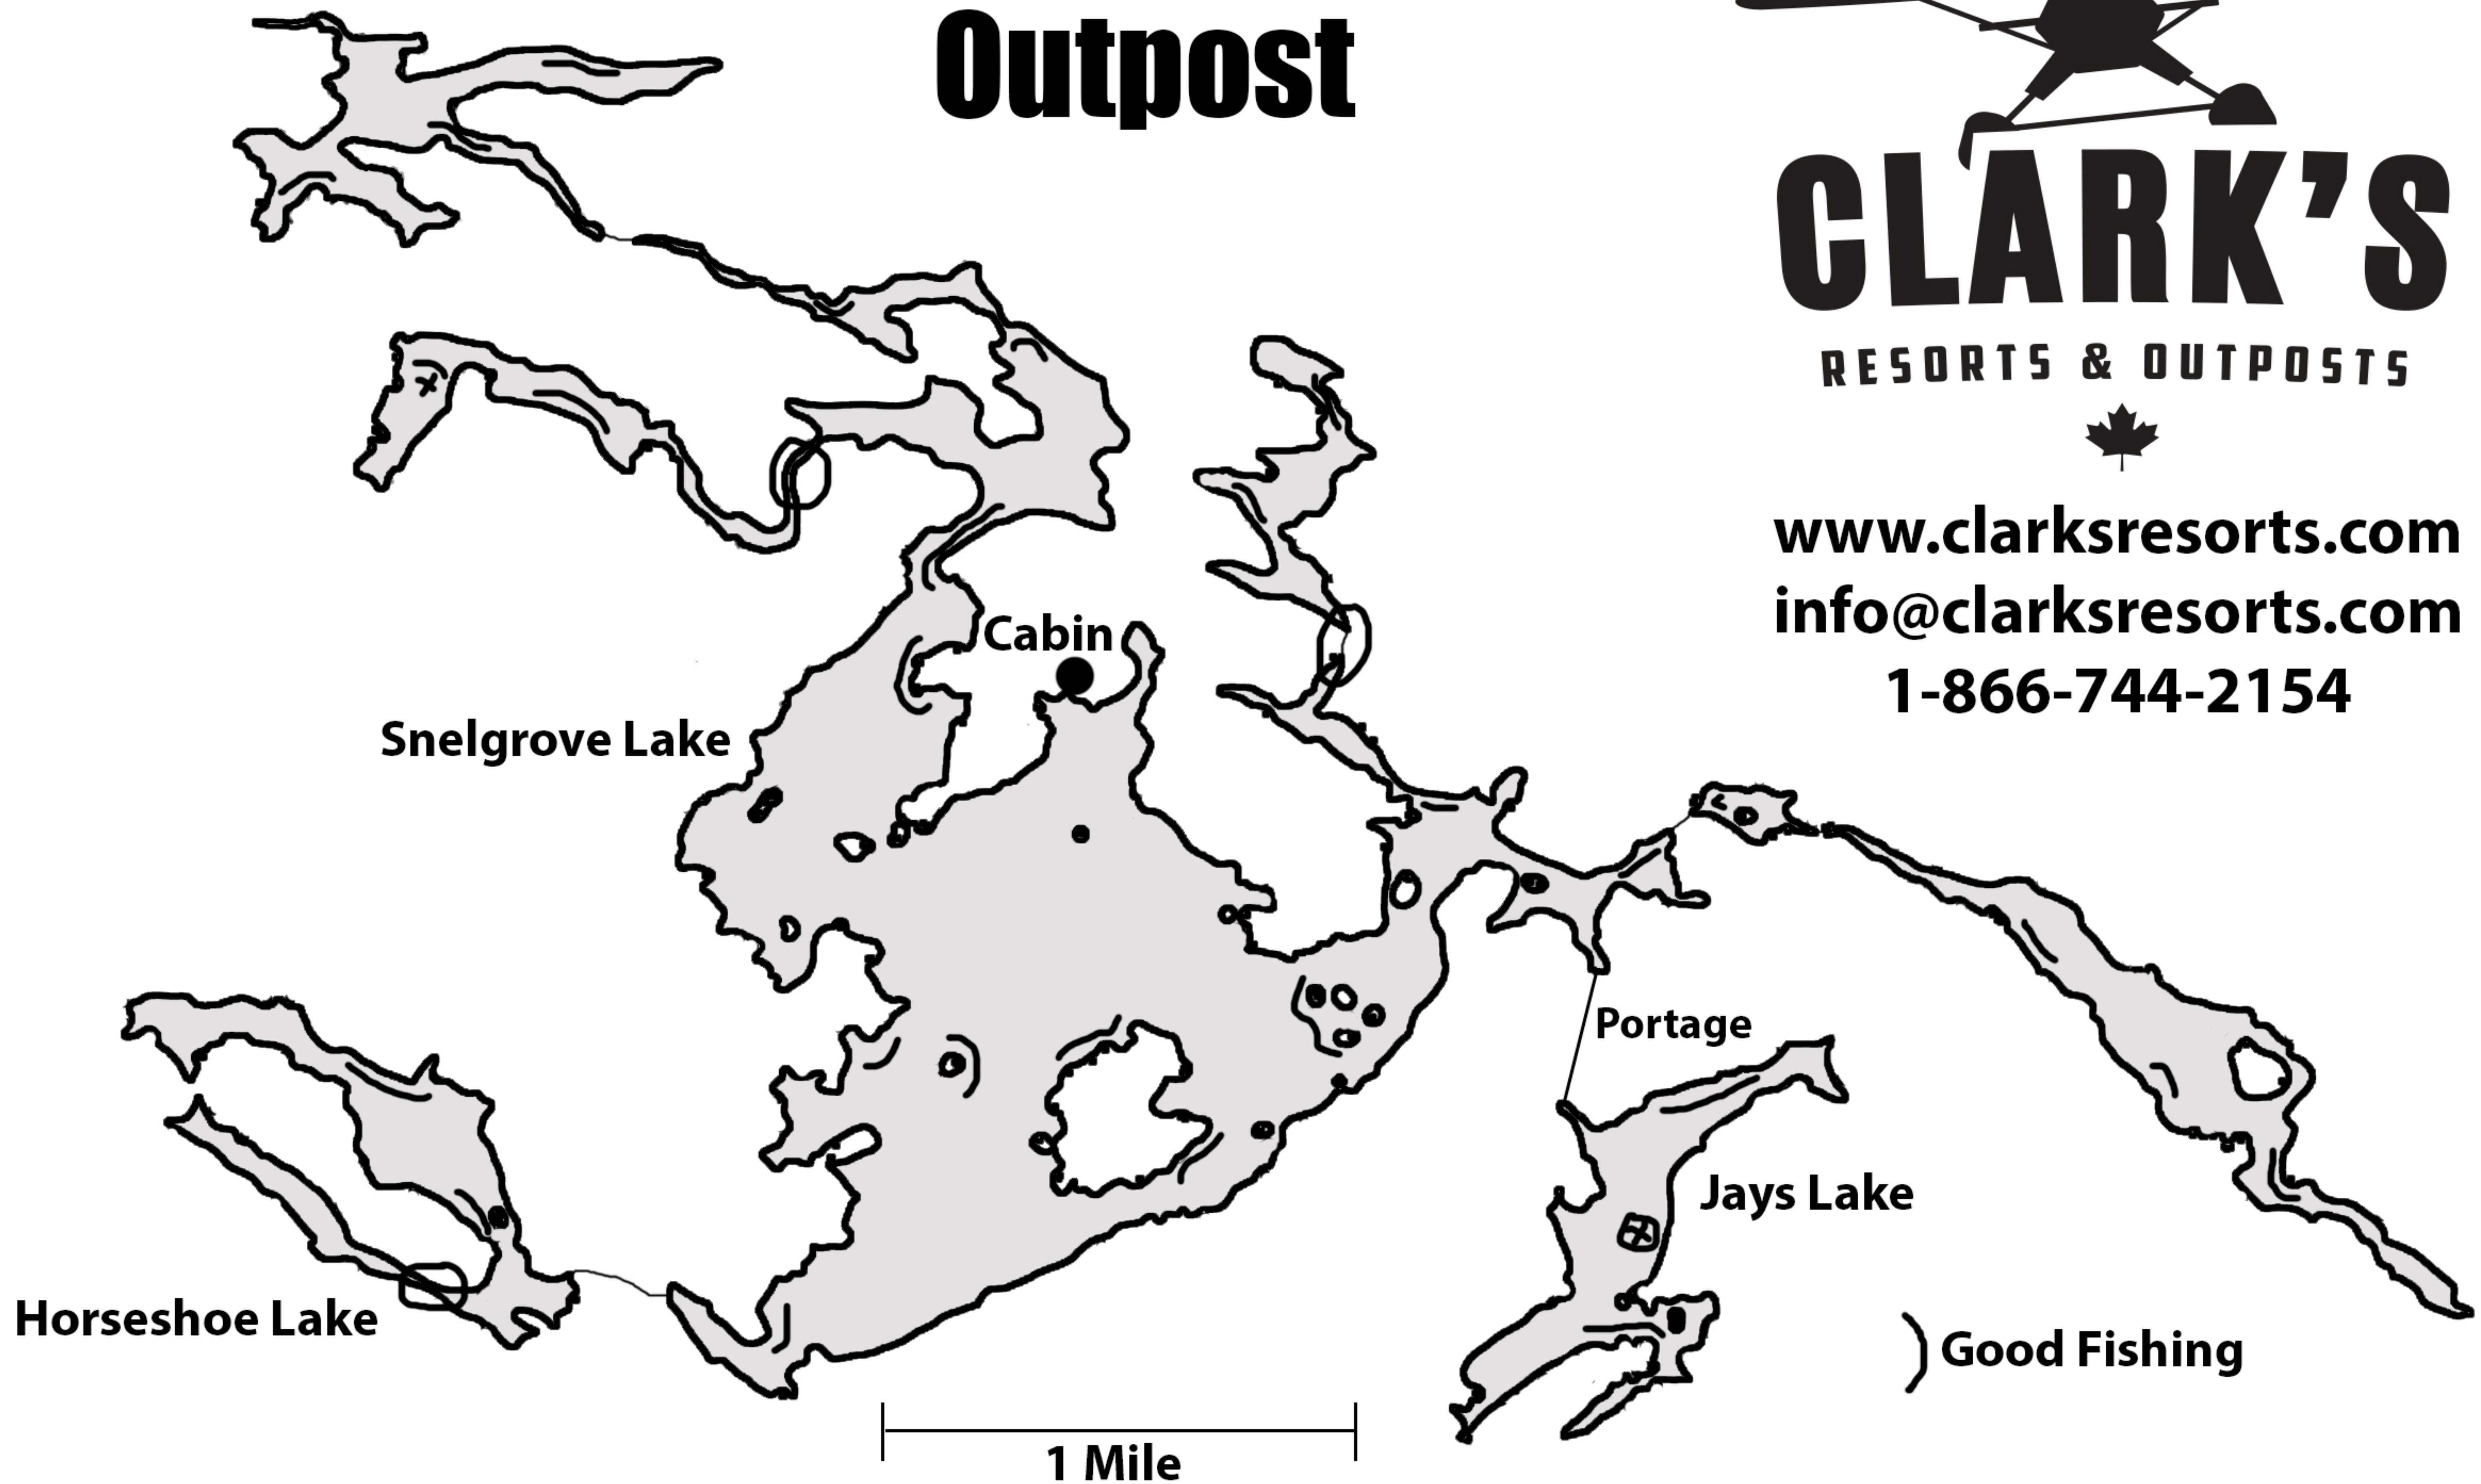 Outpost
CLARK'S
RESORTS & OUTPOSTS
www.clarksresorts.com
info@clarksresorts.com
1-866-744-2154
Cabin
Snelgrove Lake
Portage
Jays Lake
Horseshoe Lake
Good Fishing
1 Mile